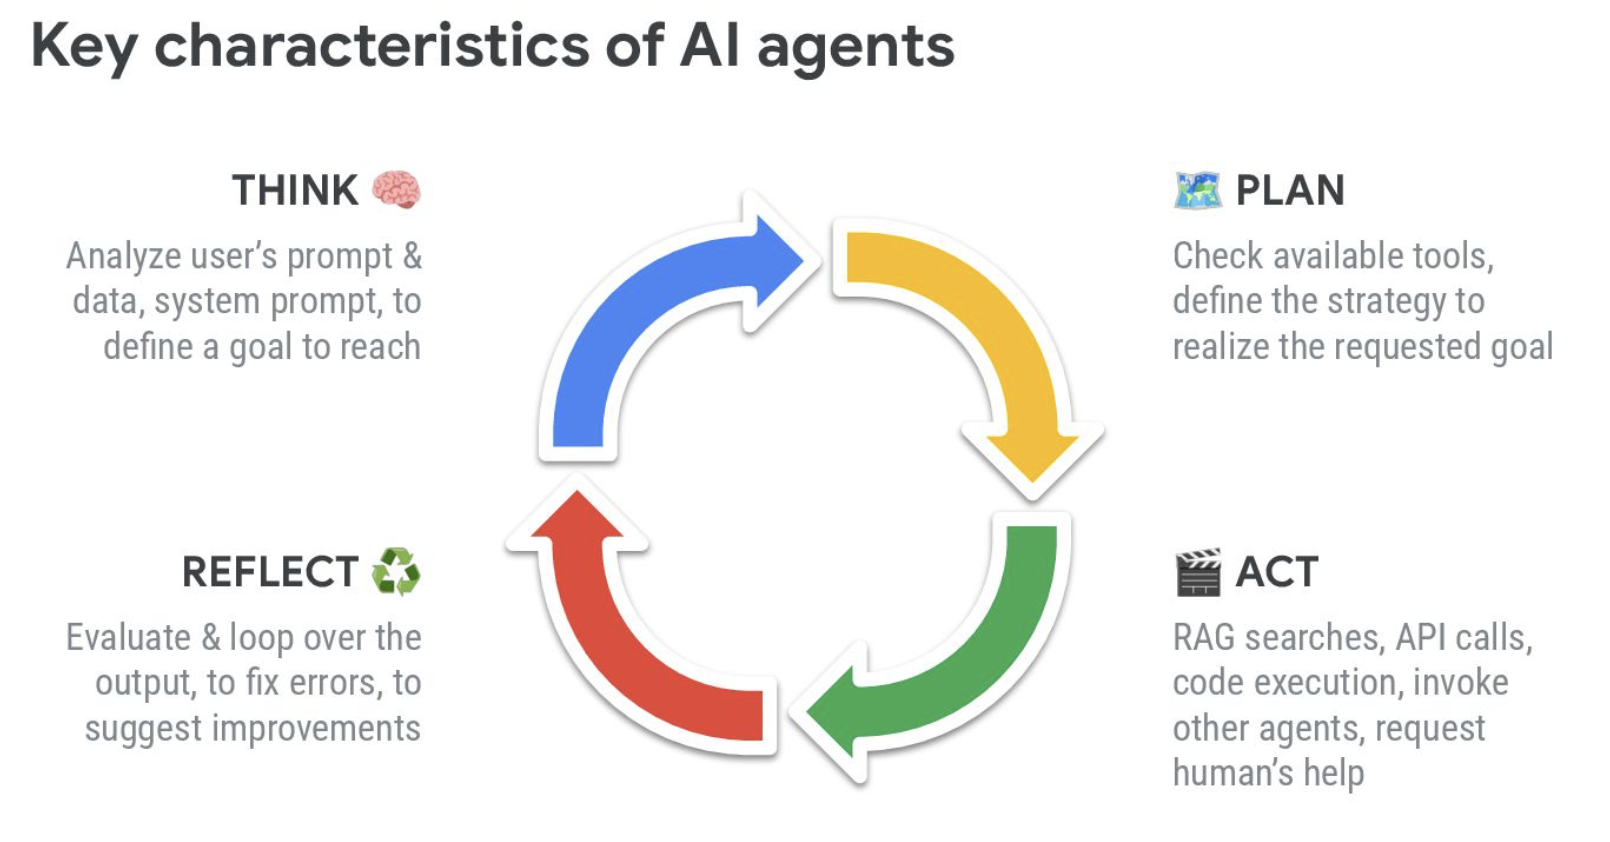 Key characteristics of AI agents
THINK
Analyze user's prompt &
data, system prompt, to
define a goal to reach
PLAN
Check available tools,
define the strategy to
realize the requested goal
REFLECT
Evaluate & loop over the
output, to fix errors, to
suggest improvements
ACT
RAG searches, API calls,
code execution, invoke
other agents, request
human's help